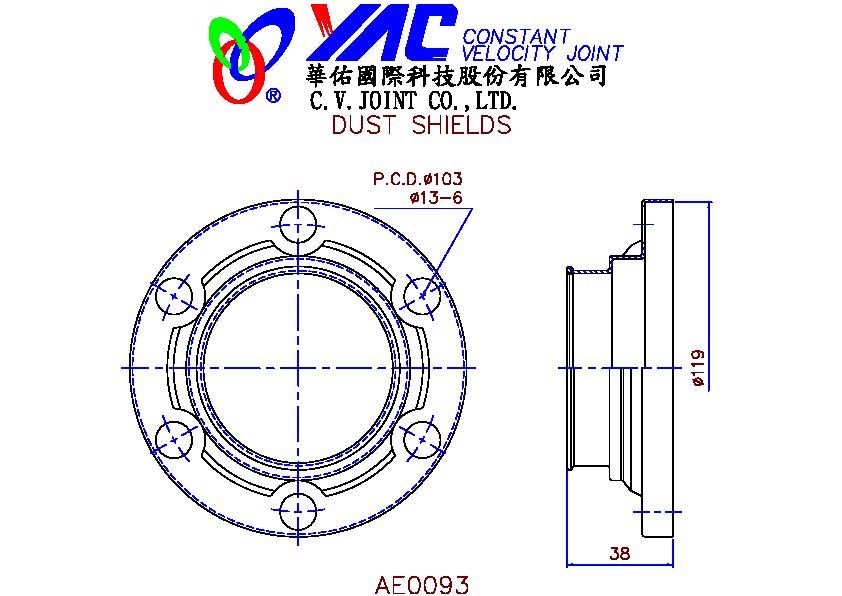 YAC CONSTANT
VELOCITY JOINT
®
華佑國際科技股份有限公司
C.V.JOINT CO.,LTD.
DUST SHIELDS
P.C.D.ø103
ø13-6
ø119
38
AE0093